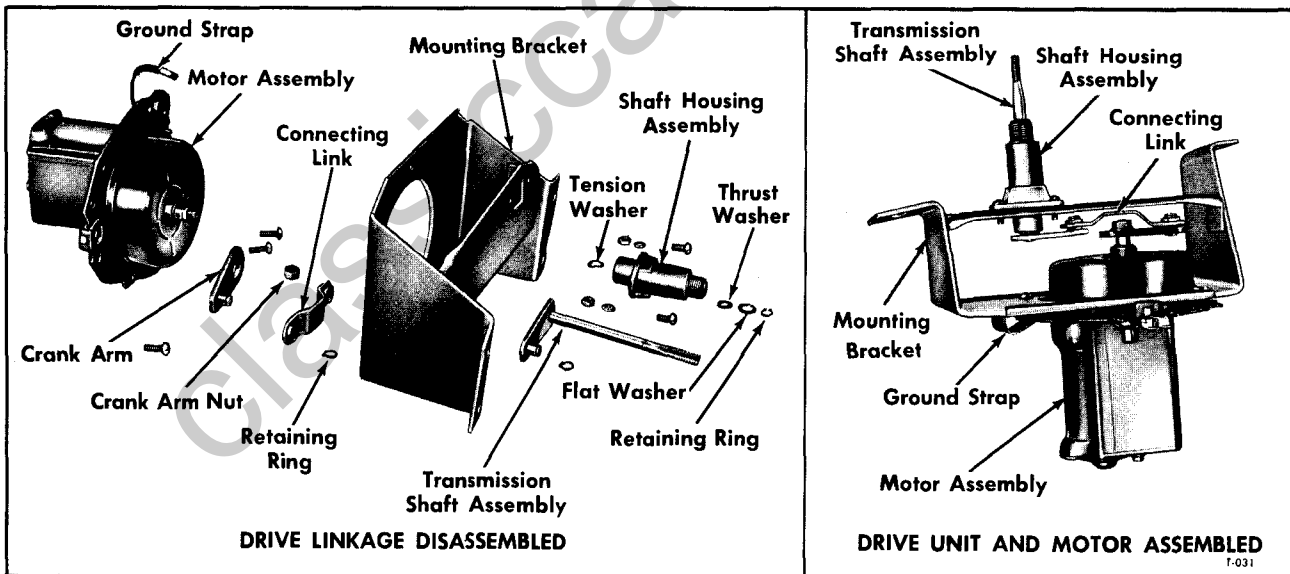 Ground Strap
Motor Assembly
Mounting Bracket
Connecting
Link
Shaft Housing
Assembly
Tension
Washer
Thrust
Washer
Crank Arm
Crank Arm Nut
Retaining
Ring
Flat Washer
Retaining Ring
Transmission
Shaft Assembly
DRIVE LINKAGE DISASSEMBLED
Transmission
Shaft Assembly
Shaft Housing
Assembly
Connecting
Link
Mounting
Bracket
Ground Strap
Motor Assembly
DRIVE UNIT AND MOTOR ASSEMBLED
T-031
classicca